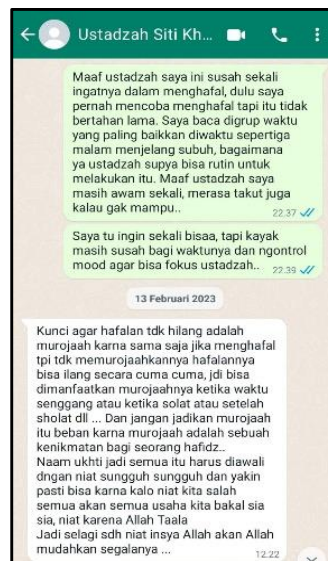 Ustadzah Siti Kh...
Maaf ustadzah saya ini susah sekali
ingatnya dalam menghafal, dulu saya
pernah mencoba menghafal tapi itu tidak
bertahan lama. Saya baca digrup waktu
yang paling baikkan diwaktu sepertiga
malam menjelang subuh, bagaimana
ya ustadzah supya bisa rutin untuk
melakukan itu. Maaf ustadzah saya
masih awam sekali, merasa takut juga
kalau gak mampu..
22.37
Saya tu ingin sekali bisaa, tapi kayak
masih susah bagi waktunya dan ngontrol
mood agar bisa fokus ustadzah..
22.39
13 Februari 2023
Kunci agar hafalan tdk hilang adalah
murojaah karna sama saja jika menghafal
tpi tdk memurojaahkannya hafalannya
bisa ilang secara cuma cuma, jdi bisa
dimanfaatkan murojaahnya ketika waktu
senggang atau ketika solat atau setelah
sholat dll ... Dan jangan jadikan murojaah
itu beban karna murojaah adalah sebuah
kenikmatan bagi seorang hafidz..
Naam ukhti jadi semua itu harus diawali
dngan niat sungguh sungguh dan yakin
pasti bisa karna kalo niat kita salah
semua akan semua usaha kita bakal sia
sia, niat karena Allah Taala
Jadi selagi sdh niat insya Allah akan Allah
mudahkan segalanya ...
12.22